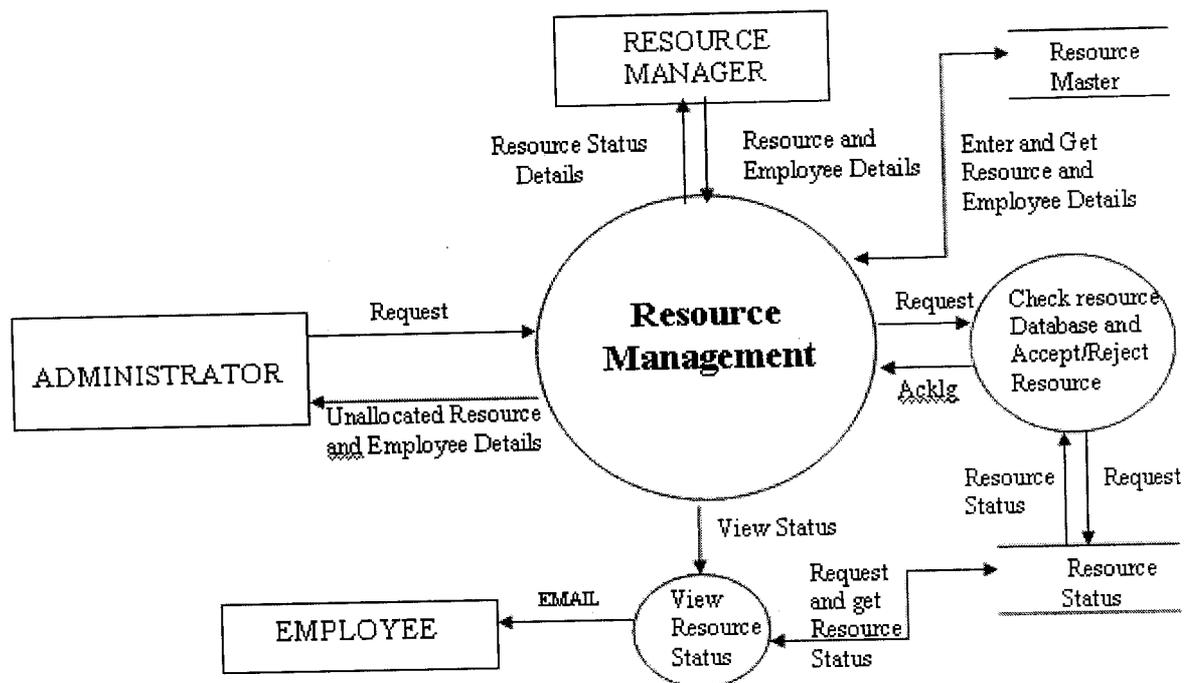 RESOURCE
MANAGER
Resource
Master
Resource Status
Details
Resource and
Employee Details
Enter and Get
Resource and
Employee Details
Request
ADMINISTRATOR
Unallocated Resource
and Employee Details
Resource
Management
Request
Acklg
Check resource
Database and
Accept/Reject
Resource
Resource
Status
Request
View Status
Resource
Status
Request
and get
Resource
Status
View
Resource
Status
EMAIL
EMPLOYEE